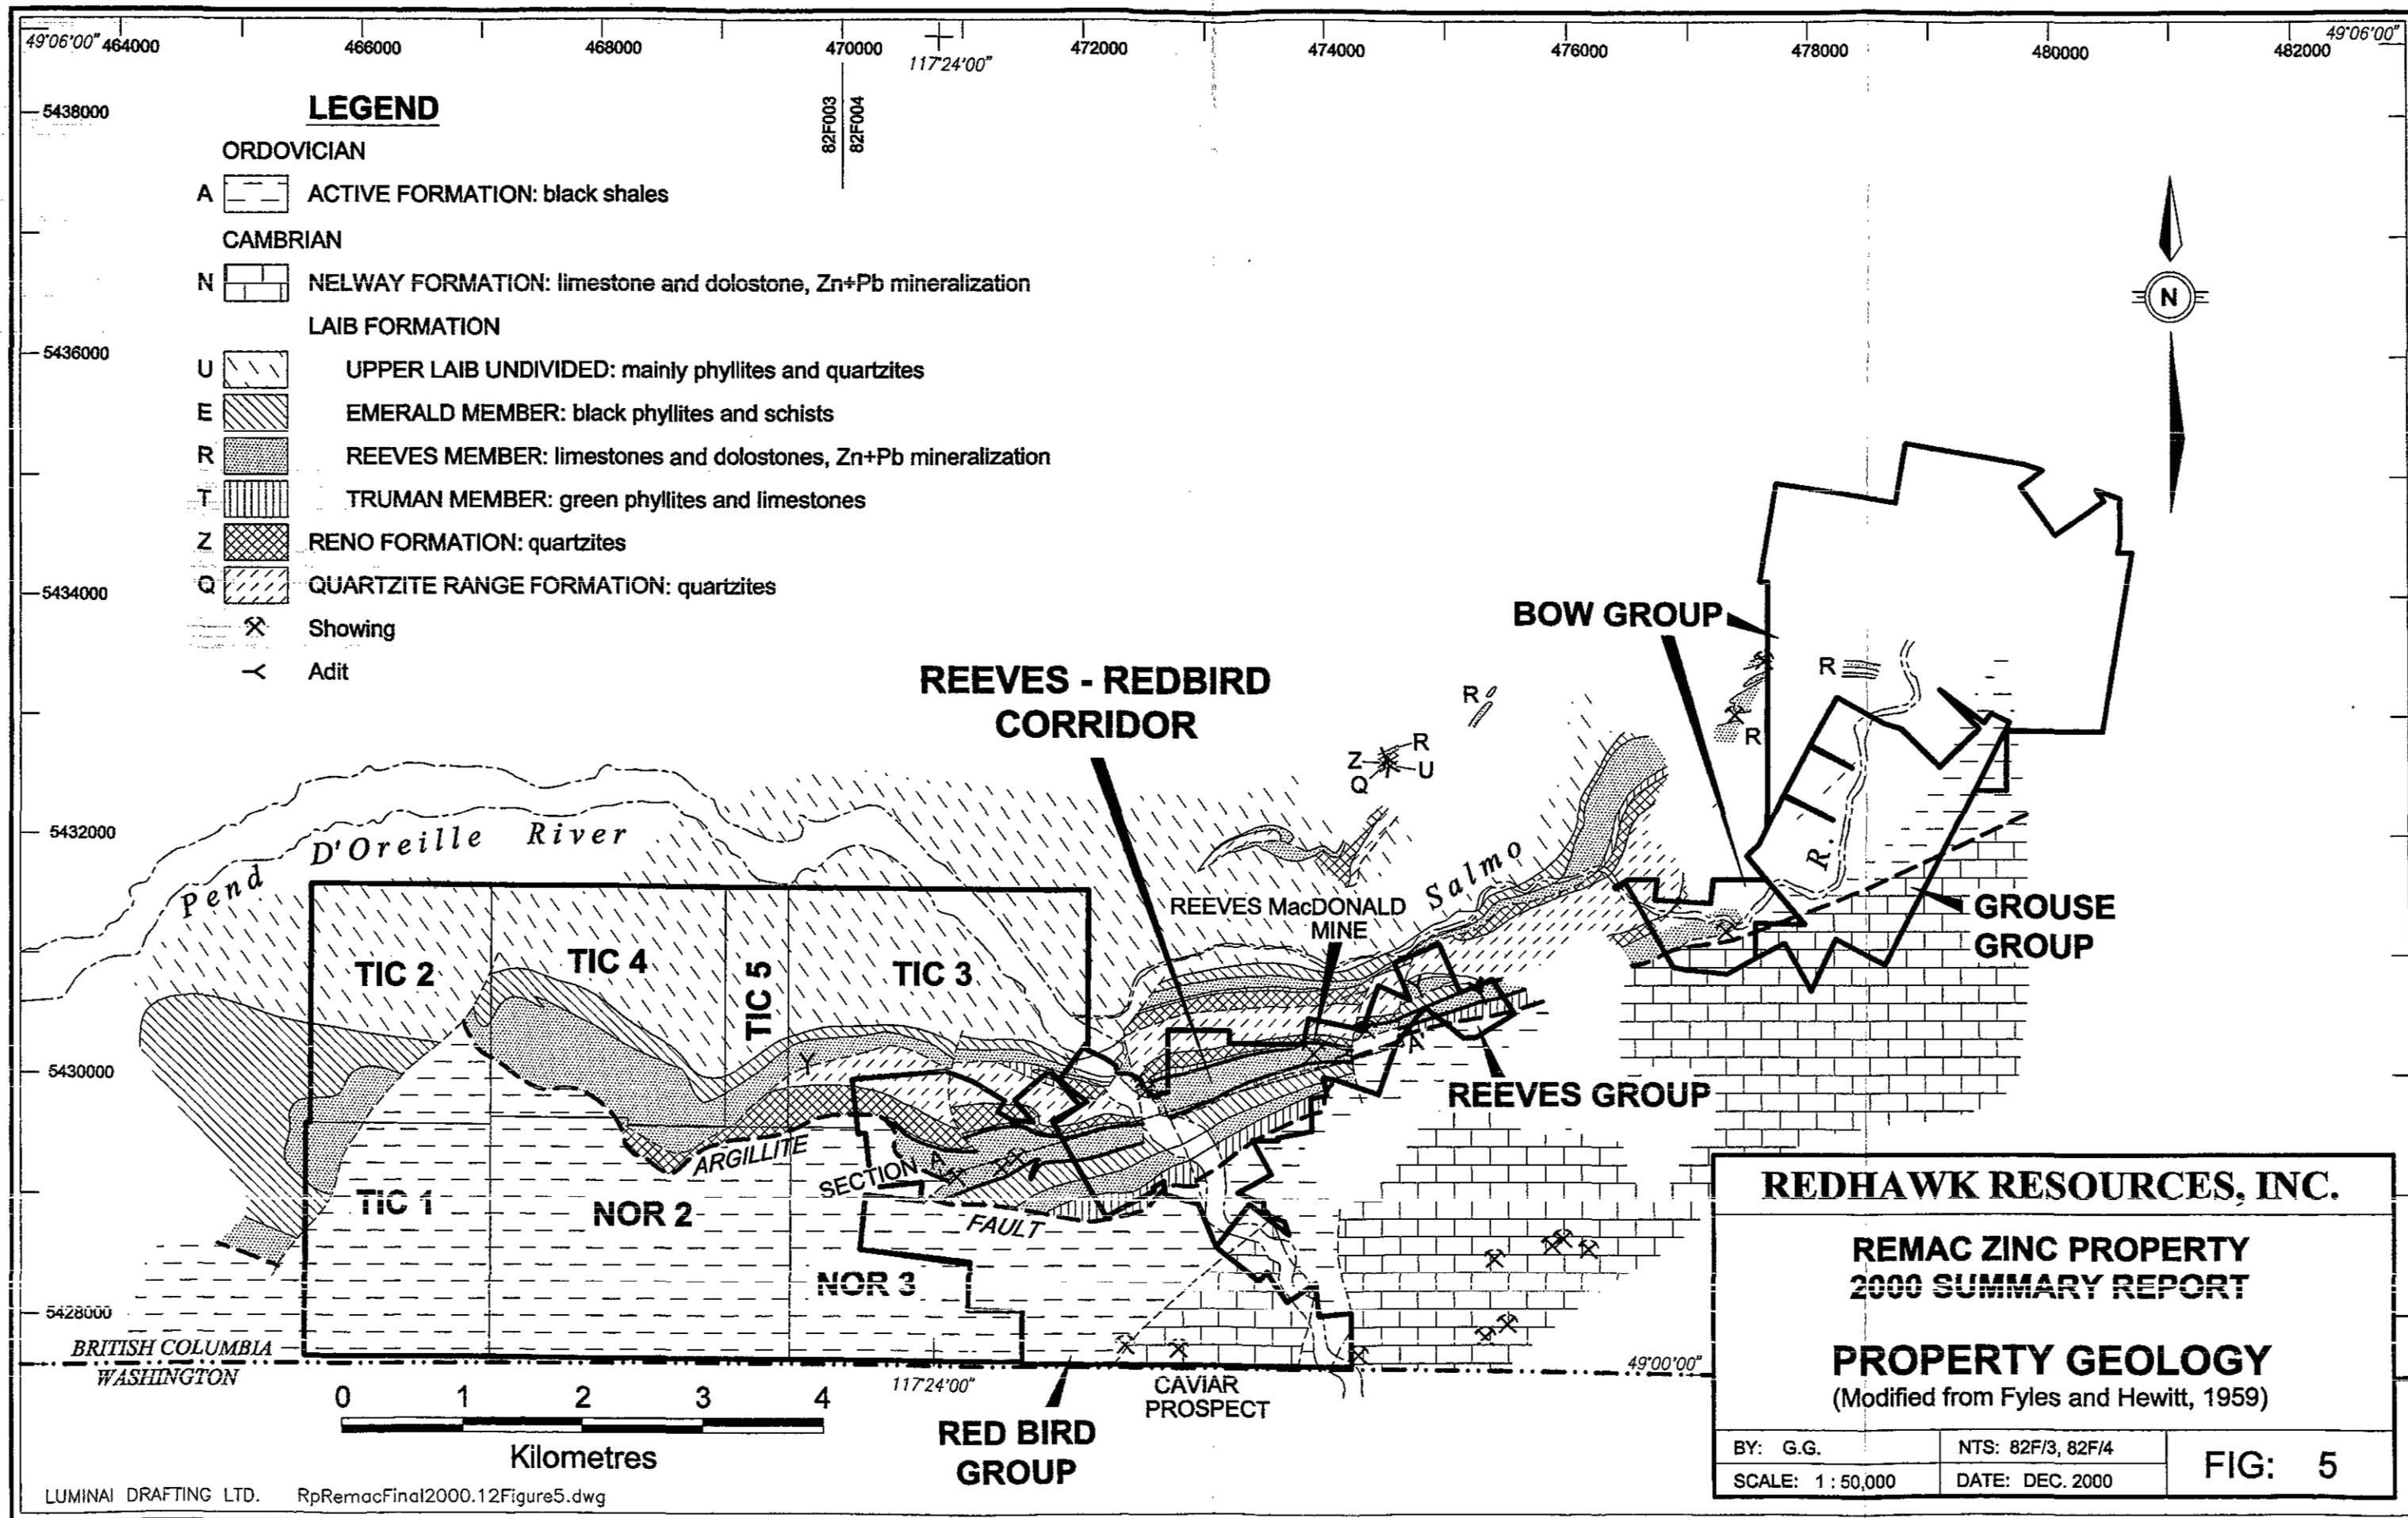 49°06'00" 464000 466000 468000 470000 472000 474000 476000 478000 480000 482000 49°06'00"
117°24'00"
82F003
82F004
5438000
5436000
5434000
5432000
5430000
5428000
LEGEND
ORDOVICIAN
A ACTIVE FORMATION: black shales
CAMBRIAN
N NELWAY FORMATION: limestone and dolostone, Zn+Pb mineralization
LAIB FORMATION
U UPPER LAIB UNDIVIDED: mainly phyllites and quartzites
E EMERALD MEMBER: black phyllites and schists
R REEVES MEMBER: limestones and dolostones, Zn+Pb mineralization
T TRUMAN MEMBER: green phyllites and limestones
Z RENO FORMATION: quartzites
Q QUARTZITE RANGE FORMATION: quartzites
Showing
Adit
N
BOW GROUP
REEVES - REDBIRD
CORRIDOR
R
R
R
Z
R
Q
U
Pend D'Oreille River
Salmo
R.
REEVES MacDONALD
MINE
GROUSE
GROUP
TIC 2
TIC 4
TIC 5
TIC 3
REEVES GROUP
A'
ARGILLITE
SECTION A
FAULT
TIC 1
NOR 2
NOR 3
BRITISH COLUMBIA
WASHINGTON
49°00'00"
117°24'00"
CAVIAR
PROSPECT
RED BIRD
GROUP
0 1 2 3 4
Kilometres
LUMINAI DRAFTING LTD. RpRemacFinal2000.12Figure5.dwg
REDHAWK RESOURCES, INC.
REMAC ZINC PROPERTY
2000 SUMMARY REPORT
PROPERTY GEOLOGY
(Modified from Fyles and Hewitt, 1959)
BY: G.G.
NTS: 82F/3, 82F/4
SCALE: 1 : 50,000
DATE: DEC. 2000
FIG: 5